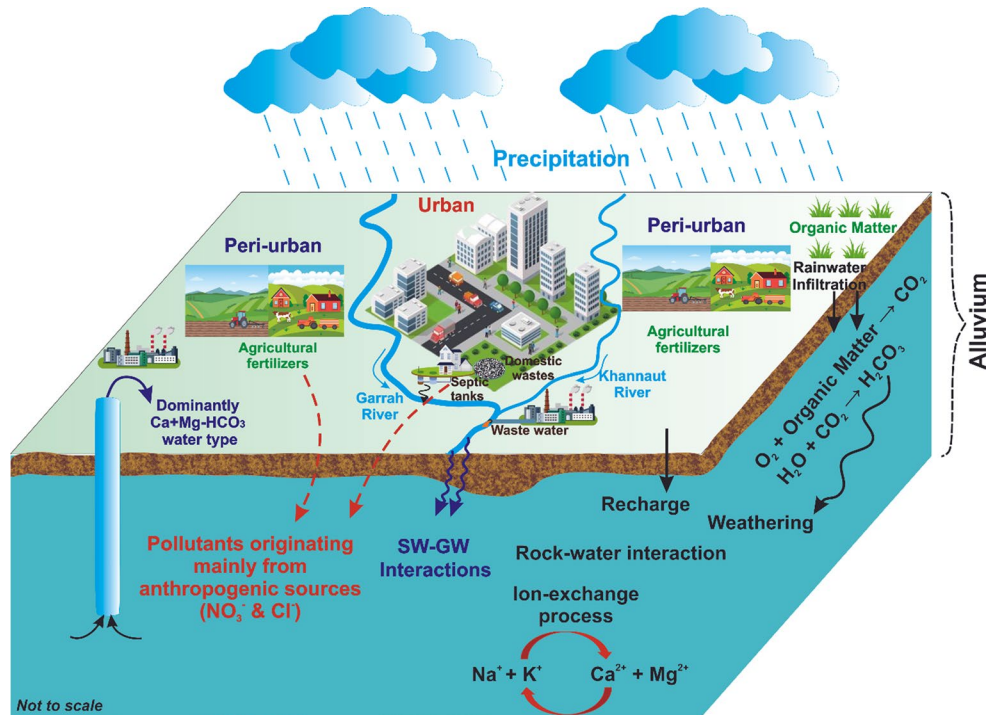 Precipitation
Urban
Peri-urban
Peri-urban
Organic Matter
Rainwater
Infiltration
Agricultural
fertilizers
Agricultural
fertilizers
Domestic
wastes
Septic
tanks
Garrah
River
Khannaut
River
Waste water
Dominantly
Ca+Mg-HCO₃
water type
O₂ + Organic Matter → CO₂
H₂O + CO₂ → H₂CO₃
Alluvium
Recharge
Weathering
Pollutants originating
mainly from
anthropogenic sources
(NO₃⁻ & Cl⁻)
SW-GW
Interactions
Rock-water interaction
Ion-exchange
process
Na⁺ + K⁺
Ca²⁺ + Mg²⁺
Not to scale